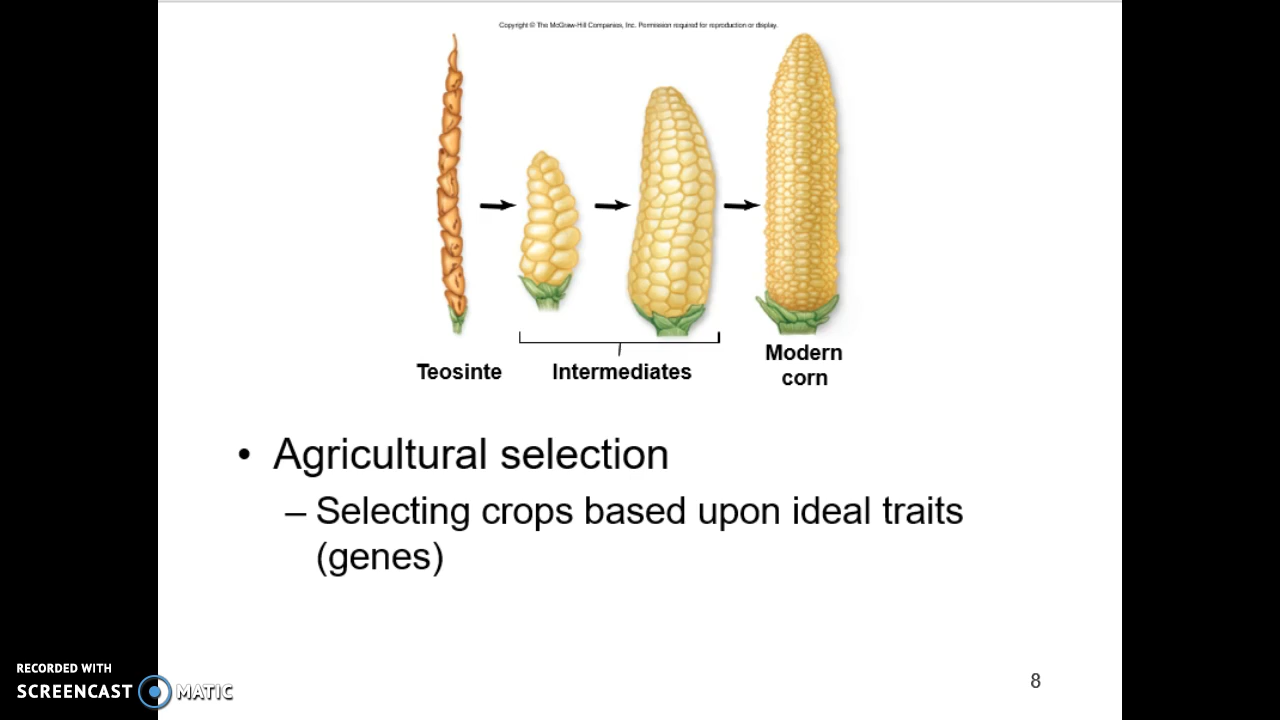 Copyright © The McGraw-Hill Companies, Inc. Permission required for reproduction or display.
Teosinte
Intermediates
Modern
corn
• Agricultural selection
– Selecting crops based upon ideal traits
(genes)
RECORDED WITH
SCREENCAST MATIC
8